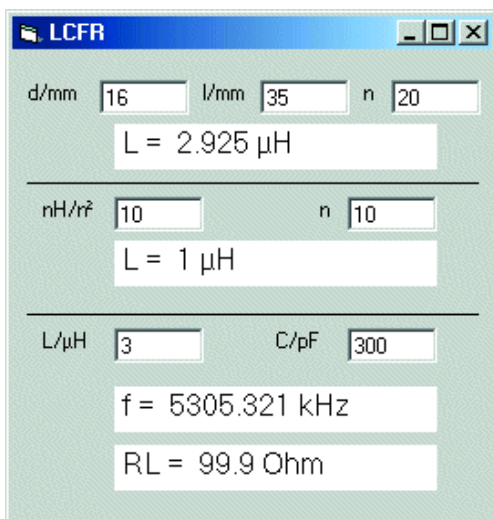 LCFR
d/mm 16 l/mm 35 n 20
L = 2.925 µH
nH/n² 10 n 10
L = 1 µH
L/µH 3 C/pF 300
f = 5305.321 kHz
RL = 99.9 Ohm